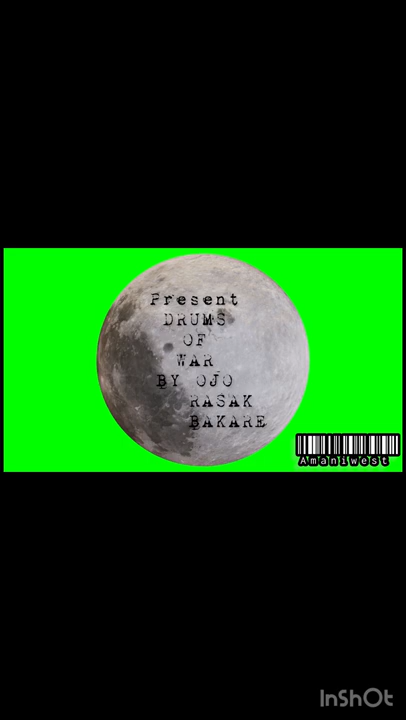 Present
DRUMS
OF
WAR
BY OJO
RASAK
BAKARE
Amaniwest
InShOt